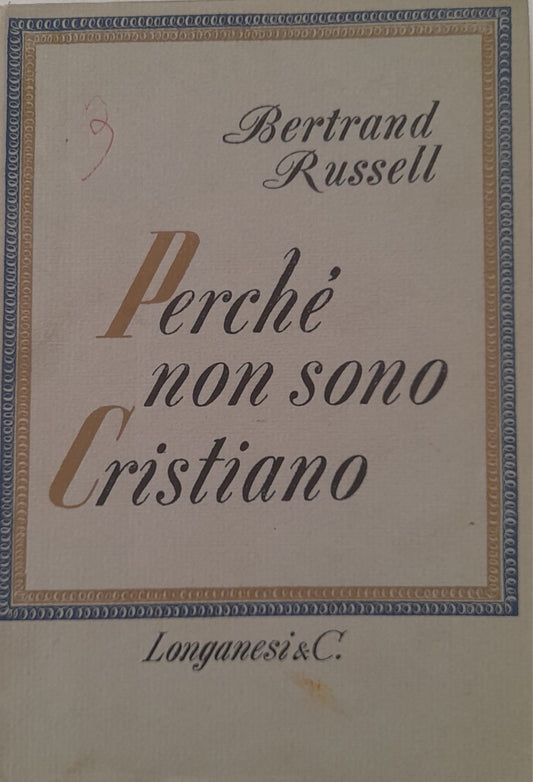 Bertrand
Russell
Perché
non sono
Cristiano
Longanesi & C.